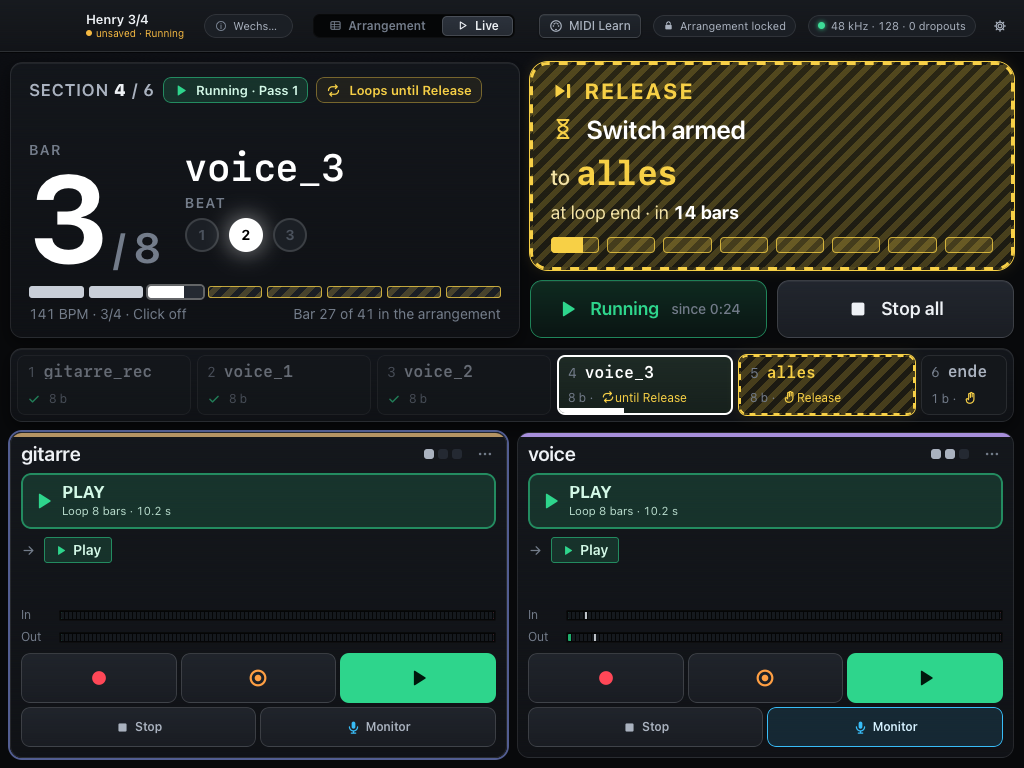 Henry 3/4
unsaved · Running
Wechs...
Arrangement
Live
MIDI Learn
Arrangement locked
48 kHz · 128 · 0 dropouts
SECTION 4 / 6
Running · Pass 1
Loops until Release
BAR
3 / 8
voice_3
BEAT
1 2 3
141 BPM · 3/4 · Click off
Bar 27 of 41 in the arrangement
RELEASE
Switch armed
to alles
at loop end · in 14 bars
Running since 0:24
Stop all
1 gitarre_rec
8 b
2 voice_1
8 b
3 voice_2
8 b
4 voice_3
8 b · until Release
5 alles
8 b · Release
6 ende
1 b ·
gitarre
PLAY
Loop 8 bars · 10.2 s
→ Play
In
Out
Stop
Monitor
voice
PLAY
Loop 8 bars · 10.2 s
→ Play
In
Out
Stop
Monitor